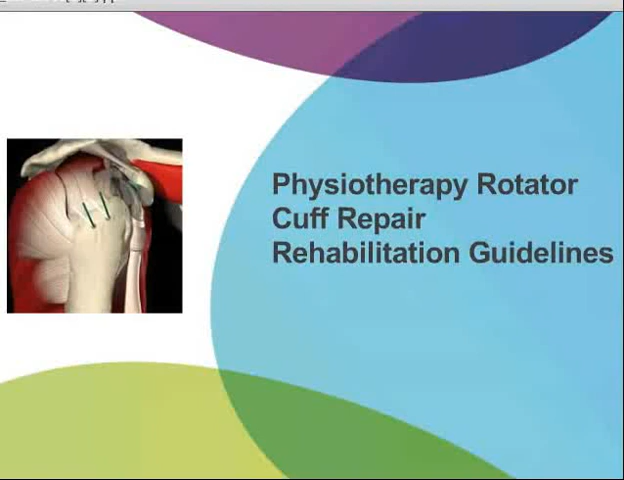 Physiotherapy Rotator
Cuff Repair
Rehabilitation Guidelines